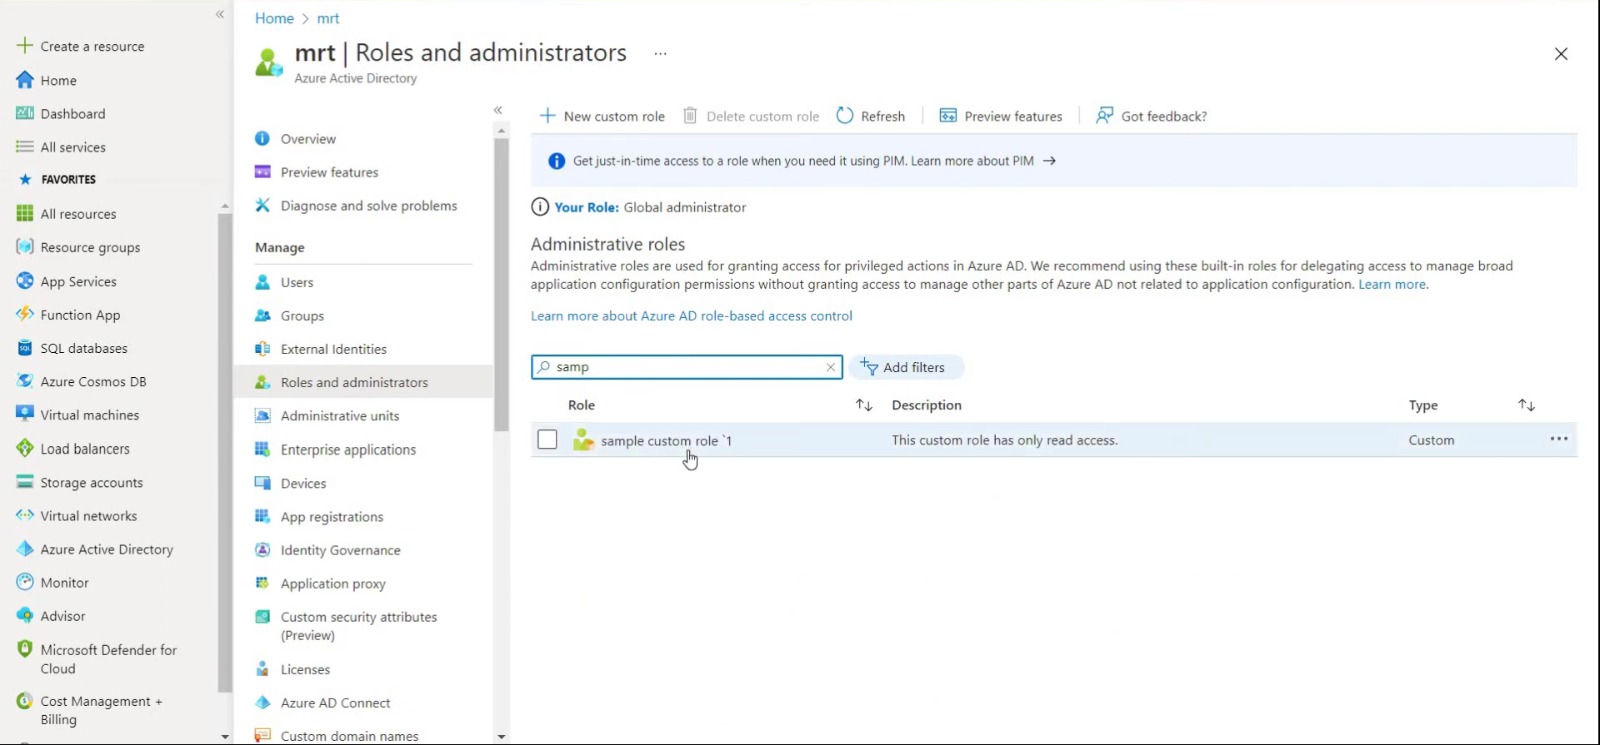 Create a resource
Home
Dashboard
All services
FAVORITES
All resources
Resource groups
App Services
Function App
SQL databases
Azure Cosmos DB
Virtual machines
Load balancers
Storage accounts
Virtual networks
Azure Active Directory
Monitor
Advisor
Microsoft Defender for
Cloud
Cost Management +
Billing
Home > mrt
mrt | Roles and administrators ...
Azure Active Directory
Overview
Preview features
Diagnose and solve problems
Manage
Users
Groups
External Identities
Roles and administrators
Administrative units
Enterprise applications
Devices
App registrations
Identity Governance
Application proxy
Custom security attributes
(Preview)
Licenses
Azure AD Connect
Custom domain names
New custom role Delete custom role Refresh Preview features Got feedback?
Get just-in-time access to a role when you need it using PIM. Learn more about PIM →
Your Role: Global administrator
Administrative roles
Administrative roles are used for granting access for privileged actions in Azure AD. We recommend using these built-in roles for delegating access to manage broad
application configuration permissions without granting access to manage other parts of Azure AD not related to application configuration. Learn more.
Learn more about Azure AD role-based access control
samp Add filters
Role Description Type
sample custom role `1 This custom role has only read access. Custom